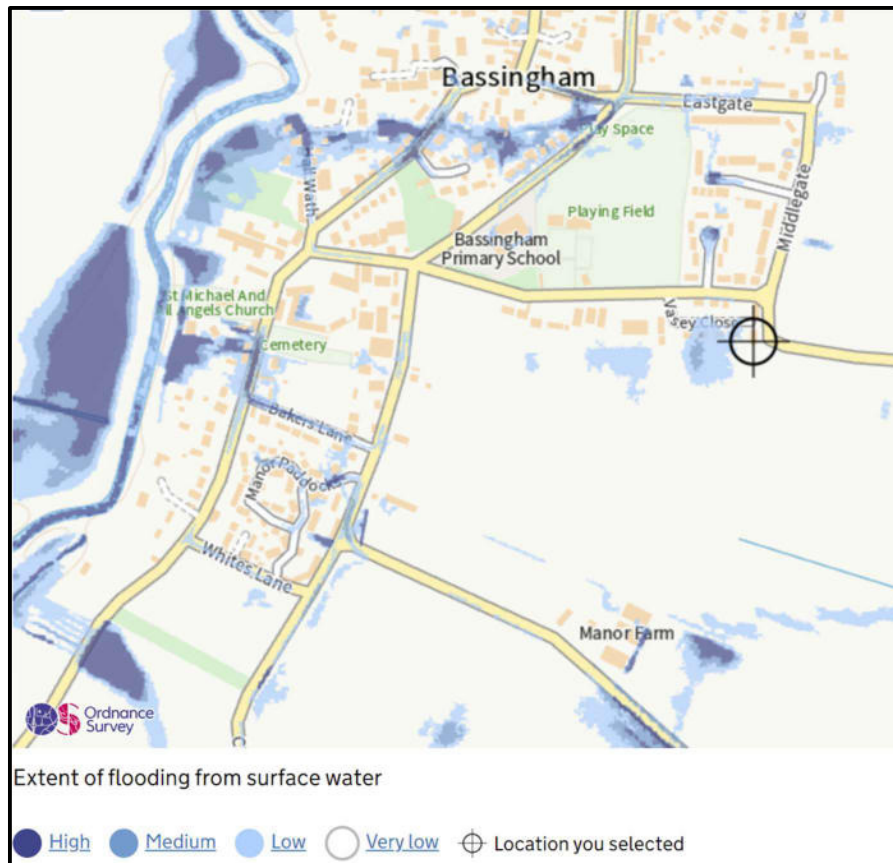 Bassingham
Eastgate
Play Space
Middlegate
Hall Wath
Playing Field
Bassingham
Primary School
St Michael And
ll Angels Church
Vasey Close
Cemetery
Bakers Lane
Manor Paddocks
Whites Lane
Manor Farm
C
Ordnance
Survey
Extent of flooding from surface water
High Medium Low Very low Location you selected